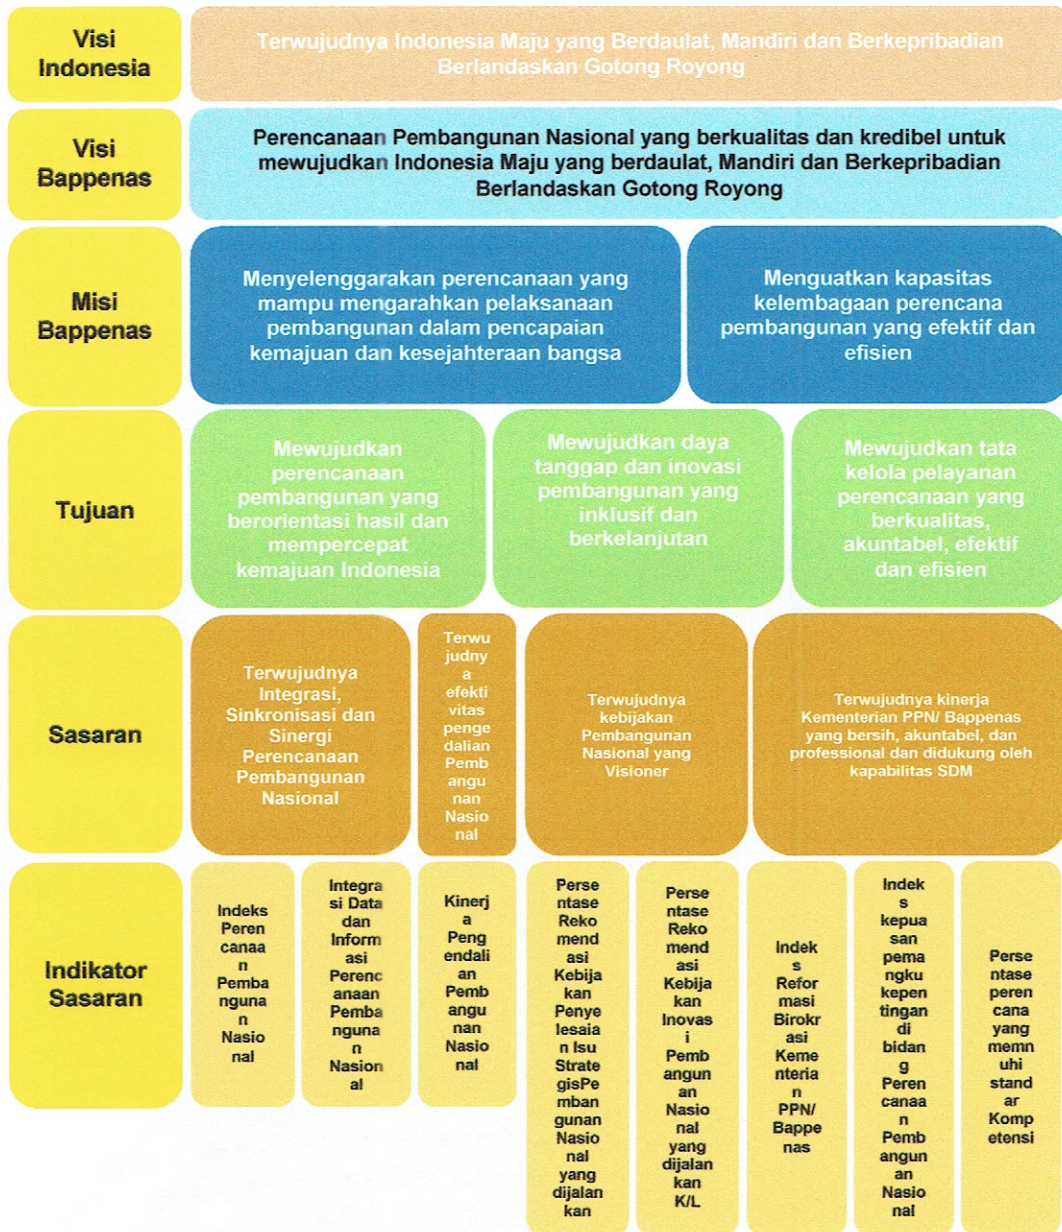 Visi
Indonesia
Terwujudnya Indonesia Maju yang Berdaulat, Mandiri dan Berkepribadian
Berlandaskan Gotong Royong
Visi
Bappenas
Perencanaan Pembangunan Nasional yang berkualitas dan kredibel untuk
mewujudkan Indonesia Maju yang berdaulat, Mandiri dan Berkepribadian
Berlandaskan Gotong Royong
Misi
Bappenas
Menyelenggarakan perencanaan yang
mampu mengarahkan pelaksanaan
pembangunan dalam pencapaian
kemajuan dan kesejahteraan bangsa
Menguatkan kapasitas
kelembagaan perencana
pembangunan yang efektif dan
efisien
Tujuan
Mewujudkan
perencanaan
pembangunan yang
berorientasi hasil dan
mempercepat
kemajuan Indonesia
Mewujudkan daya
tanggap dan inovasi
pembangunan yang
inklusif dan
berkelanjutan
Mewujudkan tata
kelola pelayanan
perencanaan yang
berkualitas,
akuntabel, efektif
dan efisien
Sasaran
Terwujudnya
Integrasi,
Sinkronisasi dan
Sinergi
Perencanaan
Pembangunan
Nasional
Terwu
judny
a
efekti
vitas
penge
dalian
Pemb
angu
nan
Nasio
nal
Terwujudnya
kebijakan
Pembangunan
Nasional yang
Visioner
Terwujudnya kinerja
Kementerian PPN/ Bappenas
yang bersih, akuntabel, dan
professional dan didukung oleh
kapabilitas SDM
Indikator
Sasaran
Indeks
Peren
canaa
n
Pemba
nguna
n
Nasio
nal
Integra
si Data
dan
Inform
asi
Perenc
anaan
Pemba
nguna
n
Nasion
al
Kinerj
a
Peng
endali
an
Pemb
angu
nan
Nasio
nal
Perse
ntase
Reko
mend
asi
Kebija
kan
Penye
lesaia
n Isu
Strate
gisPe
mban
gunan
Nasio
nal
yang
dijalan
kan
Perse
ntase
Reko
mend
asi
Kebija
kan
Inovas
i
Pemb
angun
an
Nasio
nal
yang
dijalan
kan
K/L
Indek
s
Refor
masi
Birokr
asi
Keme
nteria
n
PPN/
Bappe
nas
Indek
s
kepua
san
pema
ngku
kepen
tingan
di
bidan
g
Peren
canaa
n
Pemb
angun
an
Nasio
nal
Perse
ntase
peren
cana
yang
memn
uhi
stand
ar
Komp
etensi